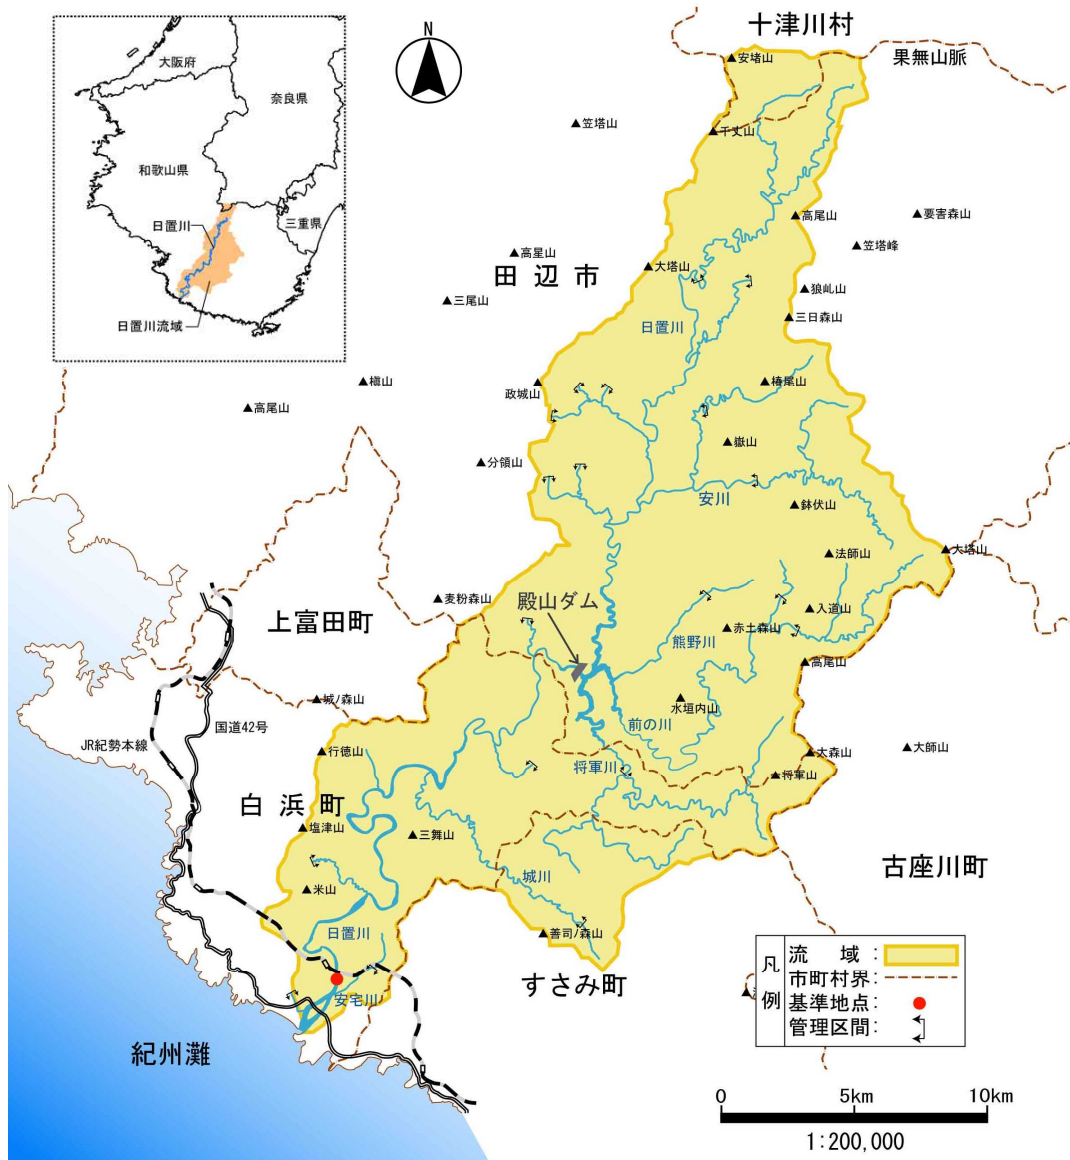 十津川村
安堵山
果無山脈
N
大阪府
奈良県
和歌山県
日置川
三重県
日置川流域
笠塔山
千丈山
高尾山
要害森山
笠塔峰
高星山
田辺市
大塔山
狼乢山
三尾山
日置川
三日森山
槇山
政城山
椿尾山
高尾山
嶽山
分領山
安川
鉢伏山
法師山
大塔山
麦粉森山
殿山ダム
入道山
上富田町
熊野川
赤土森山
高尾山
城ノ森山
水垣内山
国道42号
前の川
JR紀勢本線
行徳山
将軍川
大森山
大師山
将軍山
白浜町
塩津山
三舞山
古座川町
城川
米山
日置川
善司ノ森山
すさみ町
安宅川
紀州灘
凡例
流域：
市町村界：
基準地点：
管理区間：
0 5km 10km
1:200,000